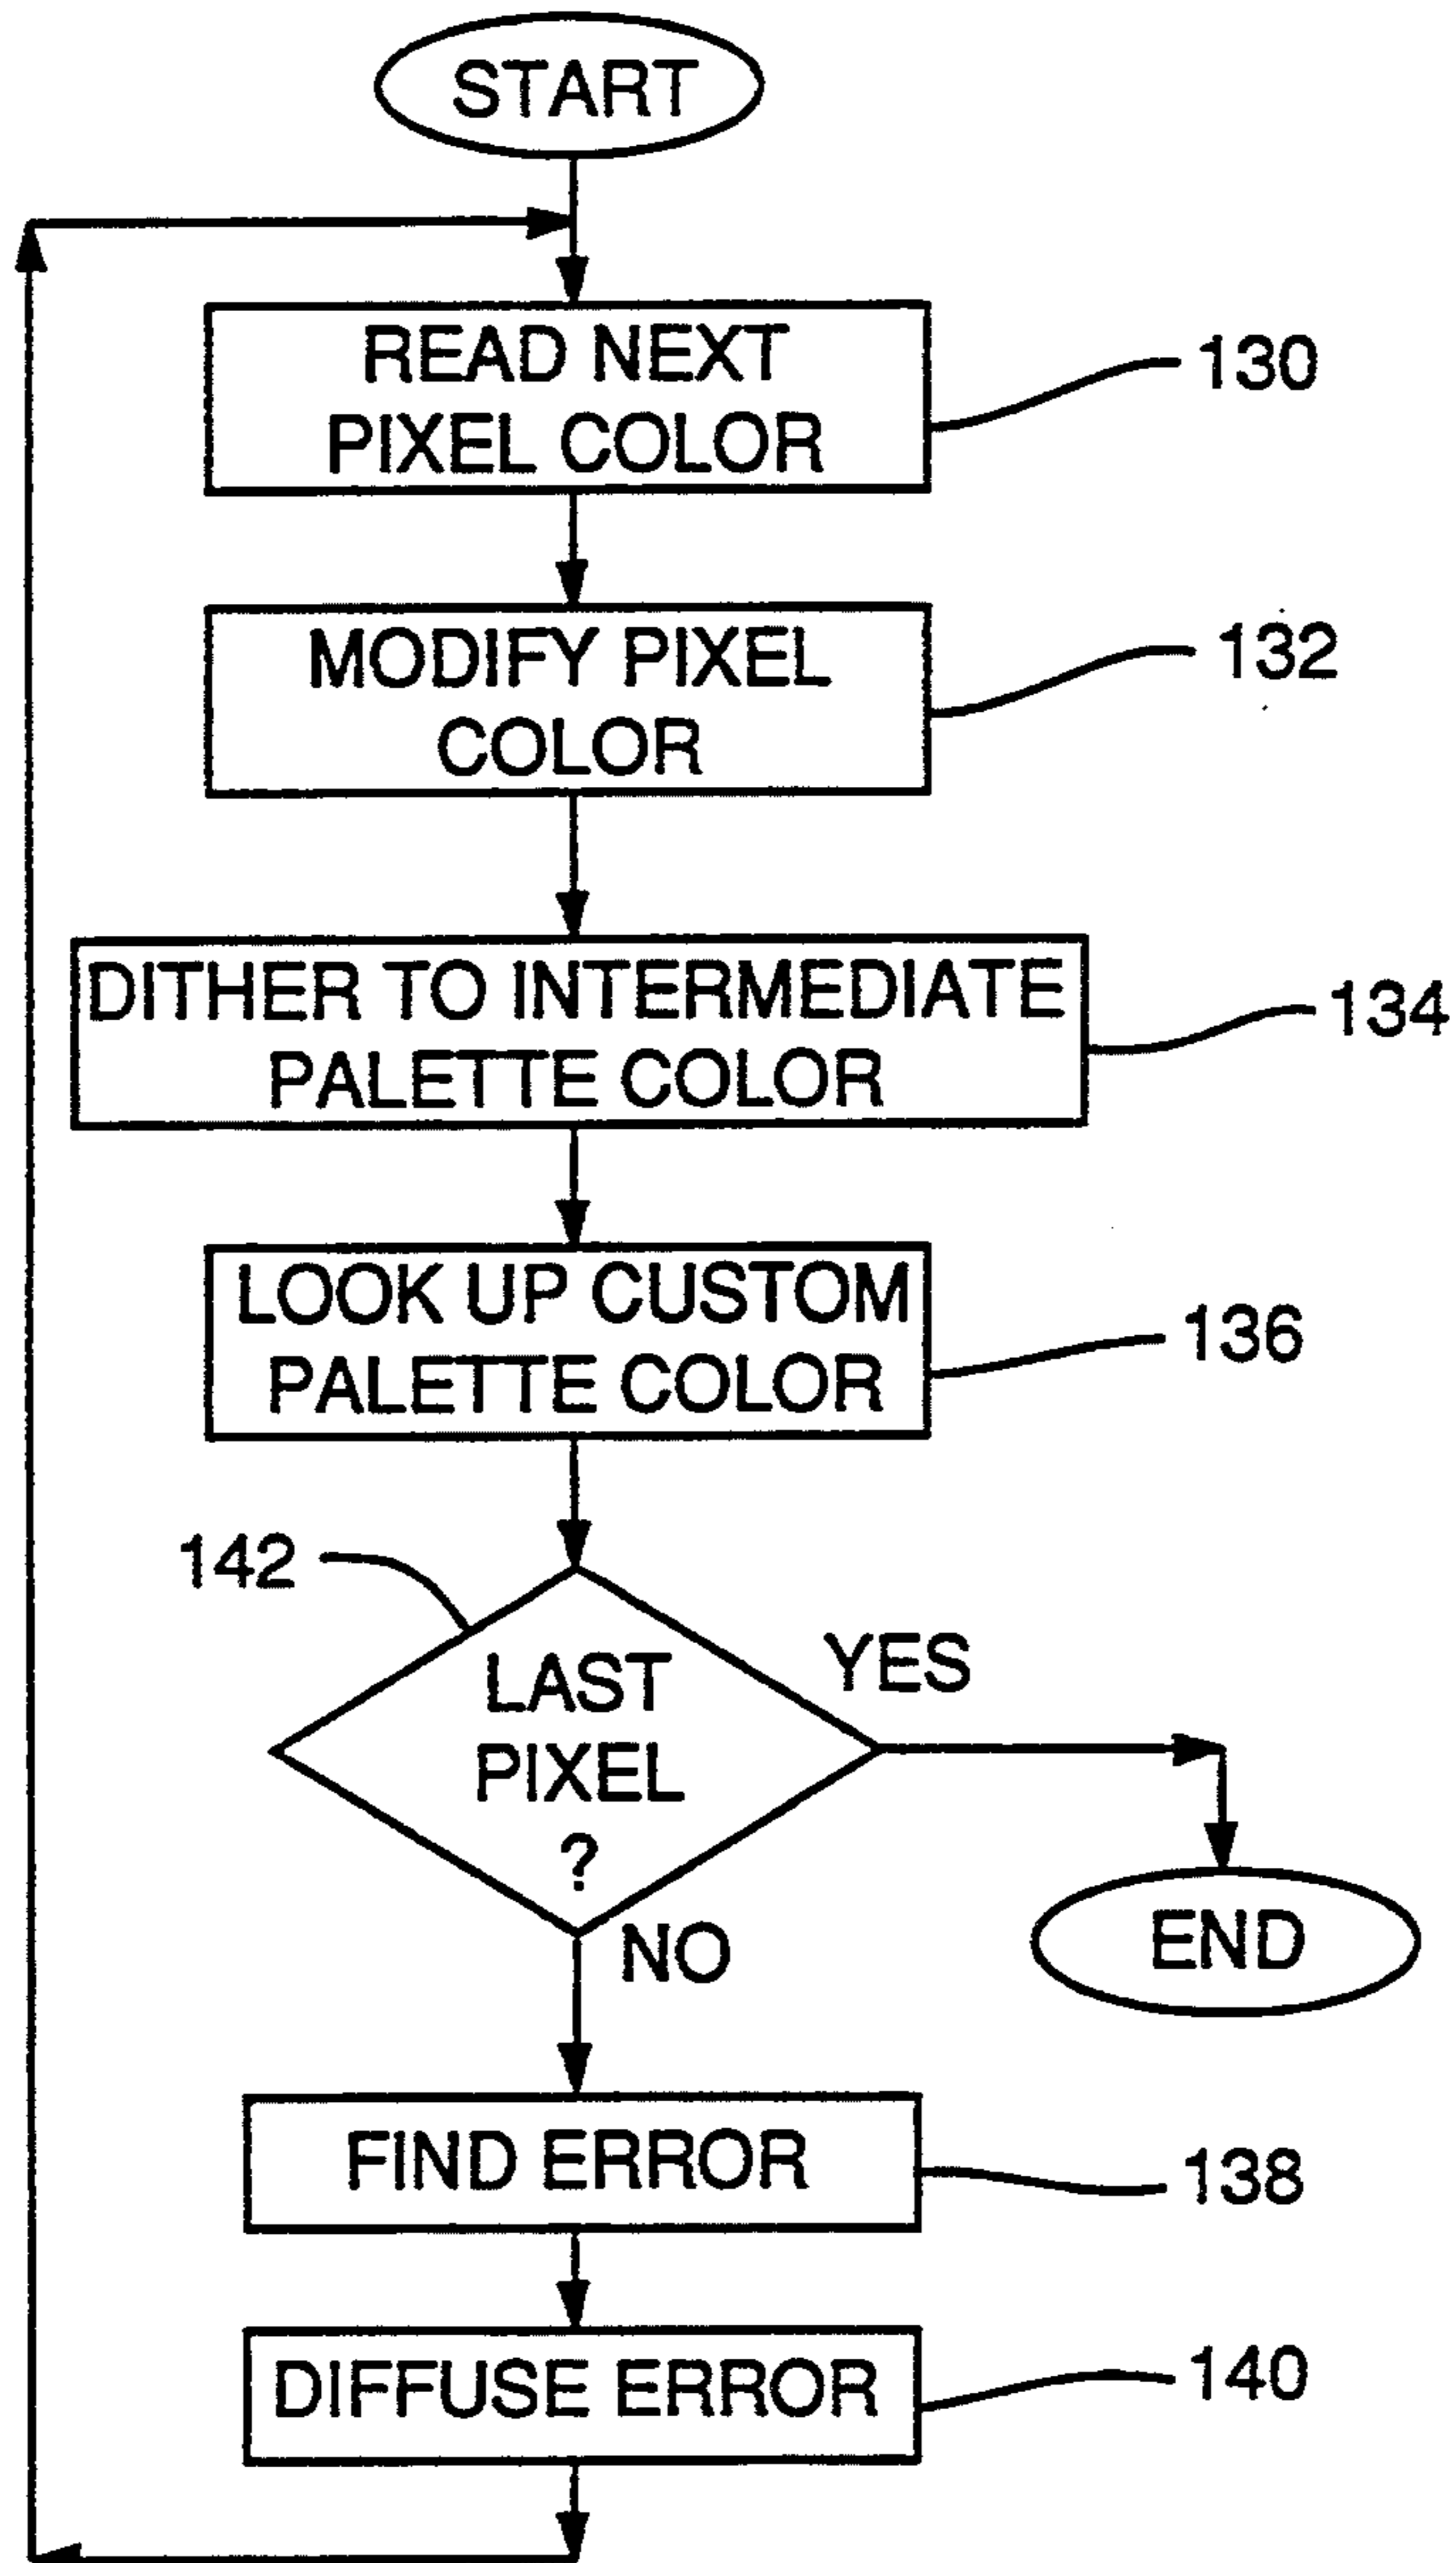 START
READ NEXT
PIXEL COLOR
130
MODIFY PIXEL
COLOR
132
DITHER TO INTERMEDIATE
PALETTE COLOR
134
LOOK UP CUSTOM
PALETTE COLOR
136
142
LAST
PIXEL
?
YES
NO
END
FIND ERROR
138
DIFFUSE ERROR
140